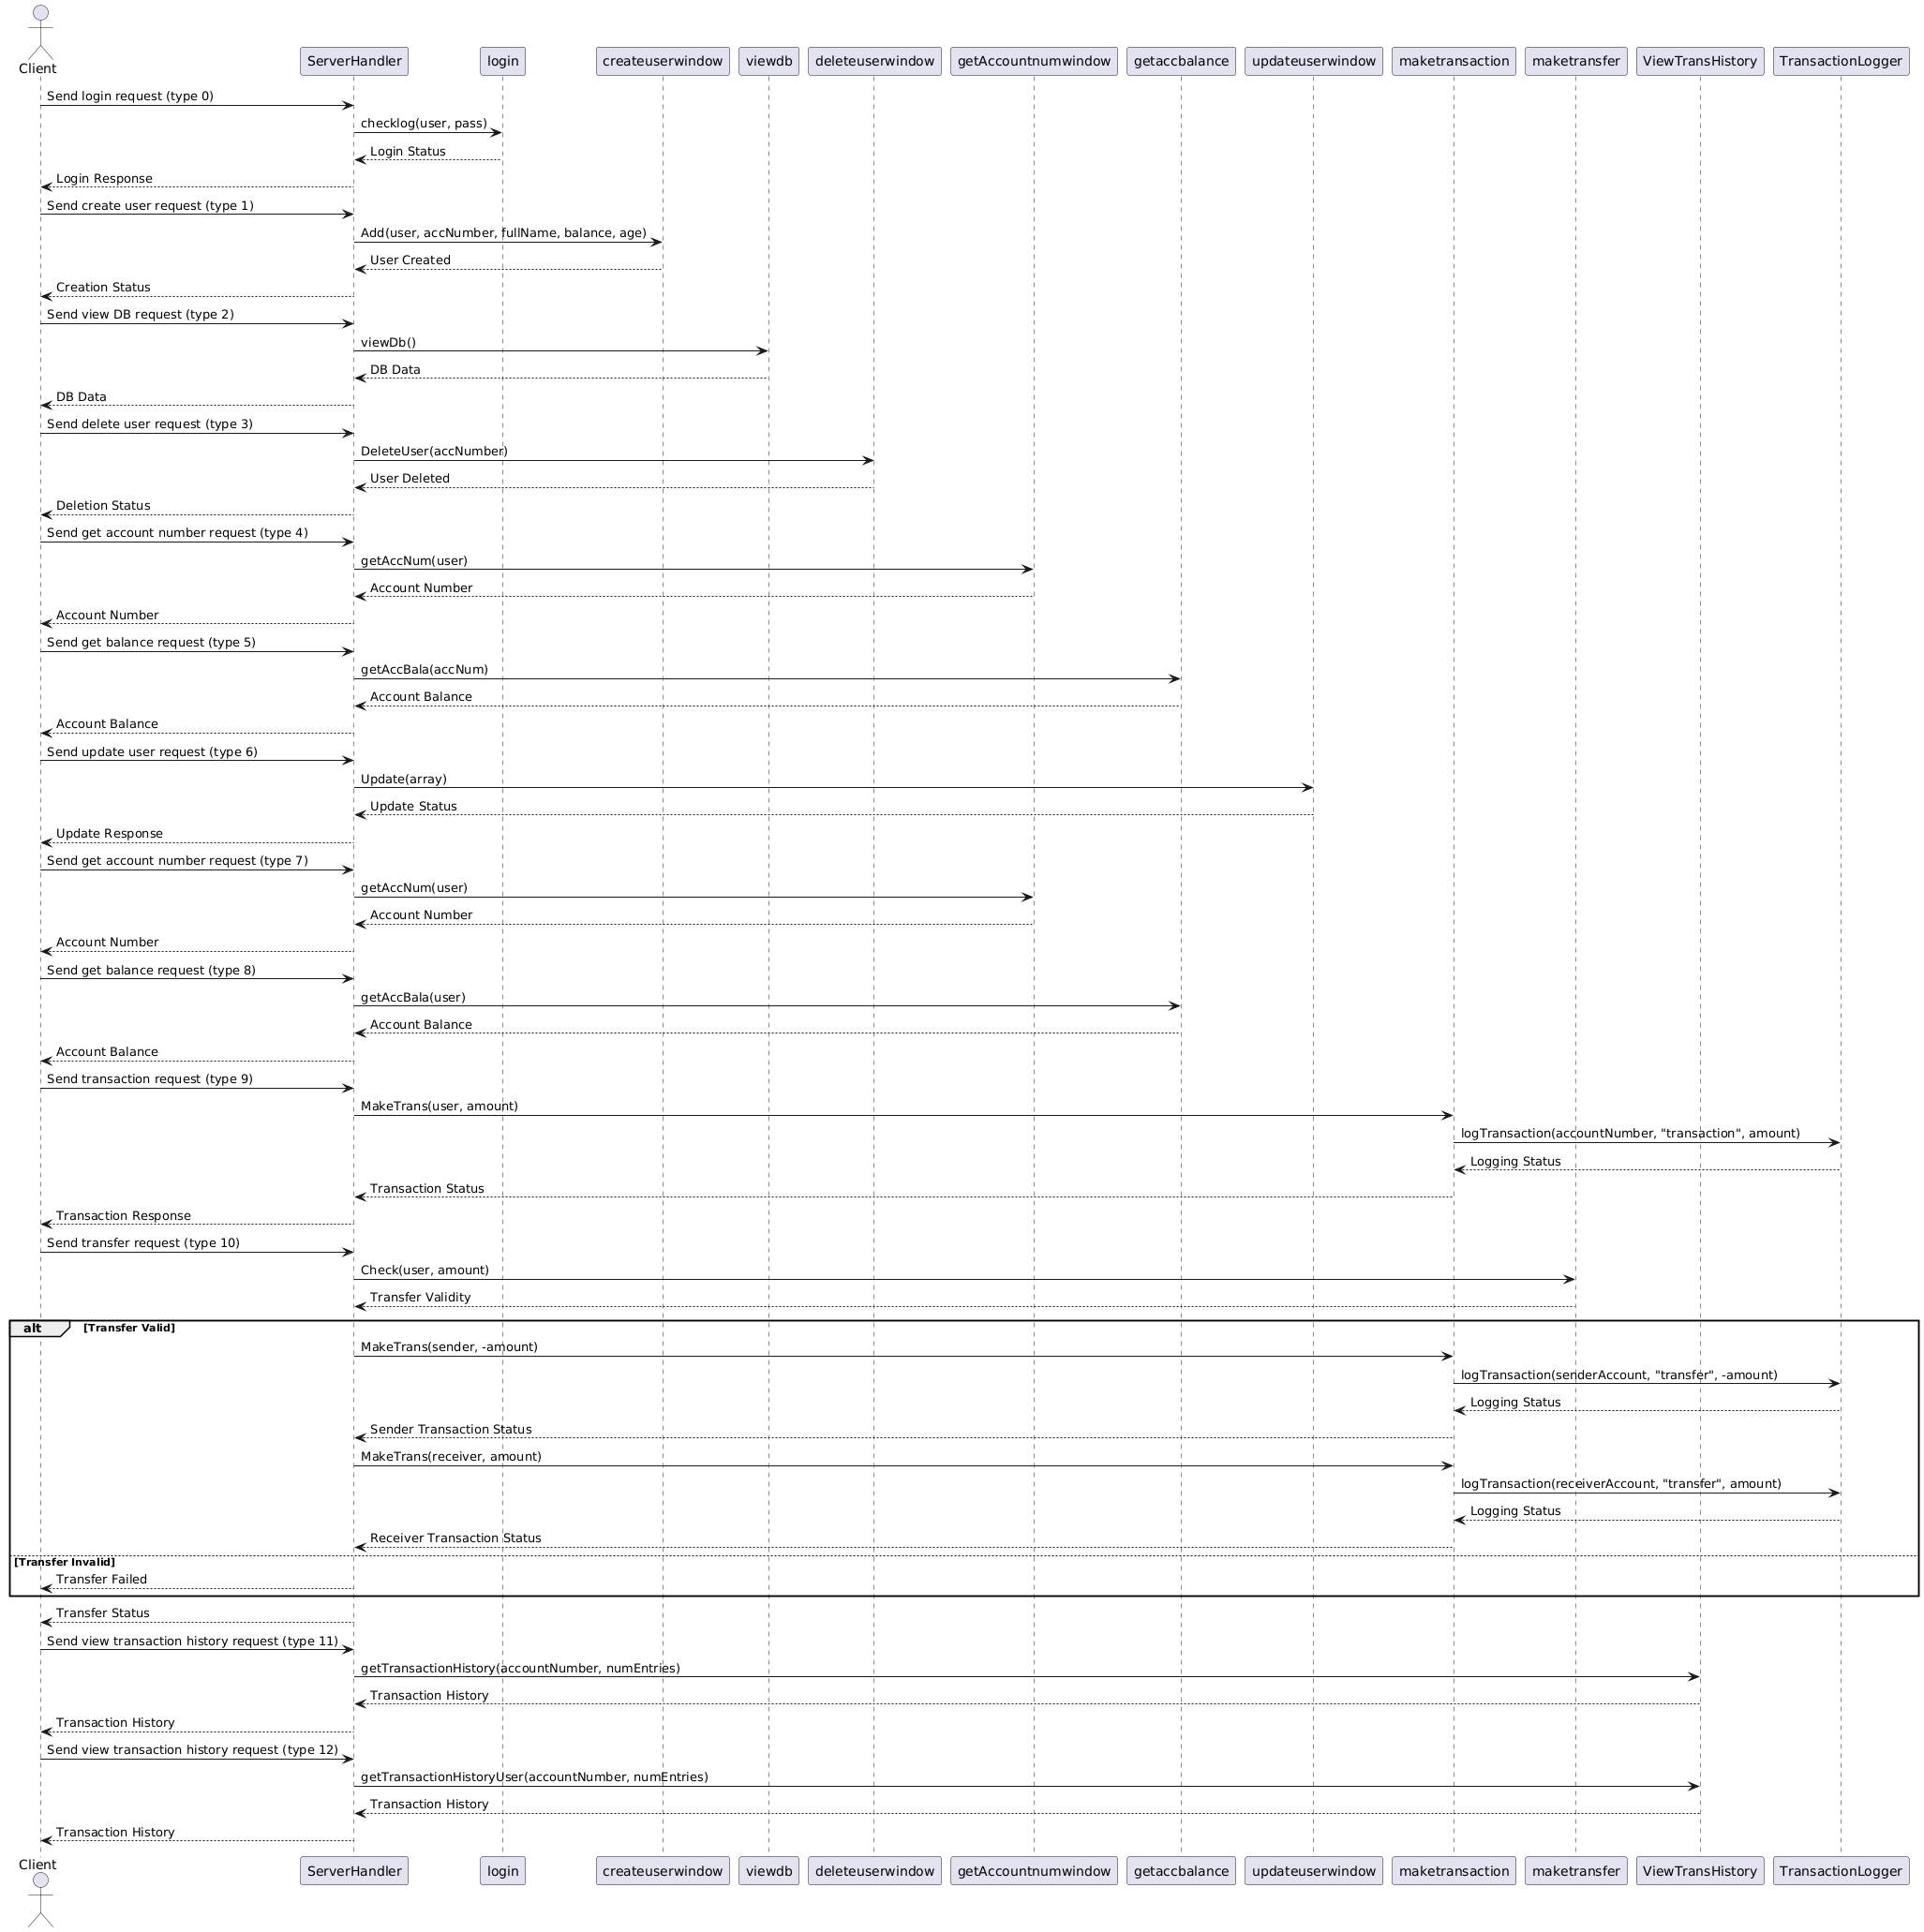 Client
ServerHandler login createuserwindow viewdb deleteuserwindow getAccountnumwindow getaccbalance updateuserwindow maketransaction maketransfer ViewTransHistory TransactionLogger
Send login request (type 0)
checklog(user, pass)
Login Status
Login Response
Send create user request (type 1)
Add(user, accNumber, fullName, balance, age)
User Created
Creation Status
Send view DB request (type 2)
viewDb()
DB Data
DB Data
Send delete user request (type 3)
DeleteUser(accNumber)
User Deleted
Deletion Status
Send get account number request (type 4)
getAccNum(user)
Account Number
Account Number
Send get balance request (type 5)
getAccBala(accNum)
Account Balance
Account Balance
Send update user request (type 6)
Update(array)
Update Status
Update Response
Send get account number request (type 7)
getAccNum(user)
Account Number
Account Number
Send get balance request (type 8)
getAccBala(user)
Account Balance
Account Balance
Send transaction request (type 9)
MakeTrans(user, amount)
logTransaction(accountNumber, "transaction", amount)
Logging Status
Transaction Status
Transaction Response
Send transfer request (type 10)
Check(user, amount)
Transfer Validity
alt [Transfer Valid]
MakeTrans(sender, -amount)
logTransaction(senderAccount, "transfer", -amount)
Logging Status
Sender Transaction Status
MakeTrans(receiver, amount)
logTransaction(receiverAccount, "transfer", amount)
Logging Status
Receiver Transaction Status
[Transfer Invalid]
Transfer Failed
Transfer Status
Send view transaction history request (type 11)
getTransactionHistory(accountNumber, numEntries)
Transaction History
Transaction History
Send view transaction history request (type 12)
getTransactionHistoryUser(accountNumber, numEntries)
Transaction History
Transaction History
Client
ServerHandler login createuserwindow viewdb deleteuserwindow getAccountnumwindow getaccbalance updateuserwindow maketransaction maketransfer ViewTransHistory TransactionLogger